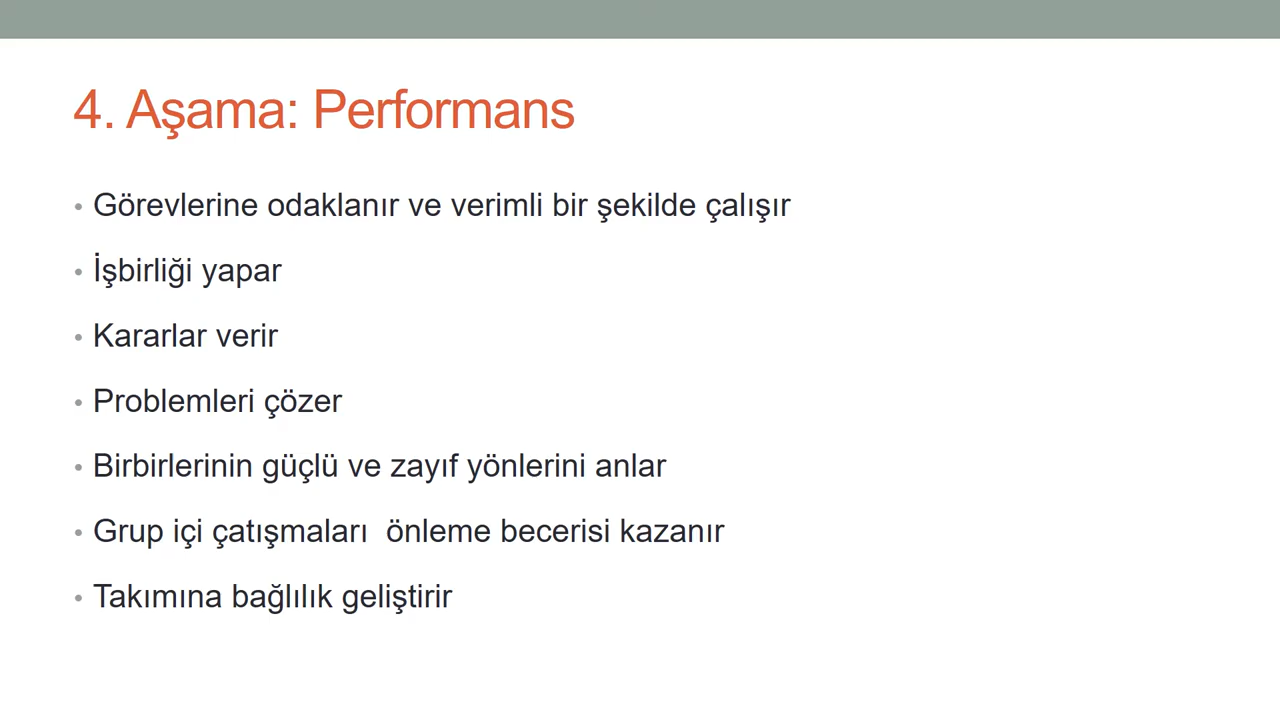 4. Aşama: Performans
• Görevlerine odaklanır ve verimli bir şekilde çalışır
• İşbirliği yapar
• Kararlar verir
• Problemleri çözer
• Birbirlerinin güçlü ve zayıf yönlerini anlar
• Grup içi çatışmaları  önleme becerisi kazanır
• Takımına bağlılık geliştirir